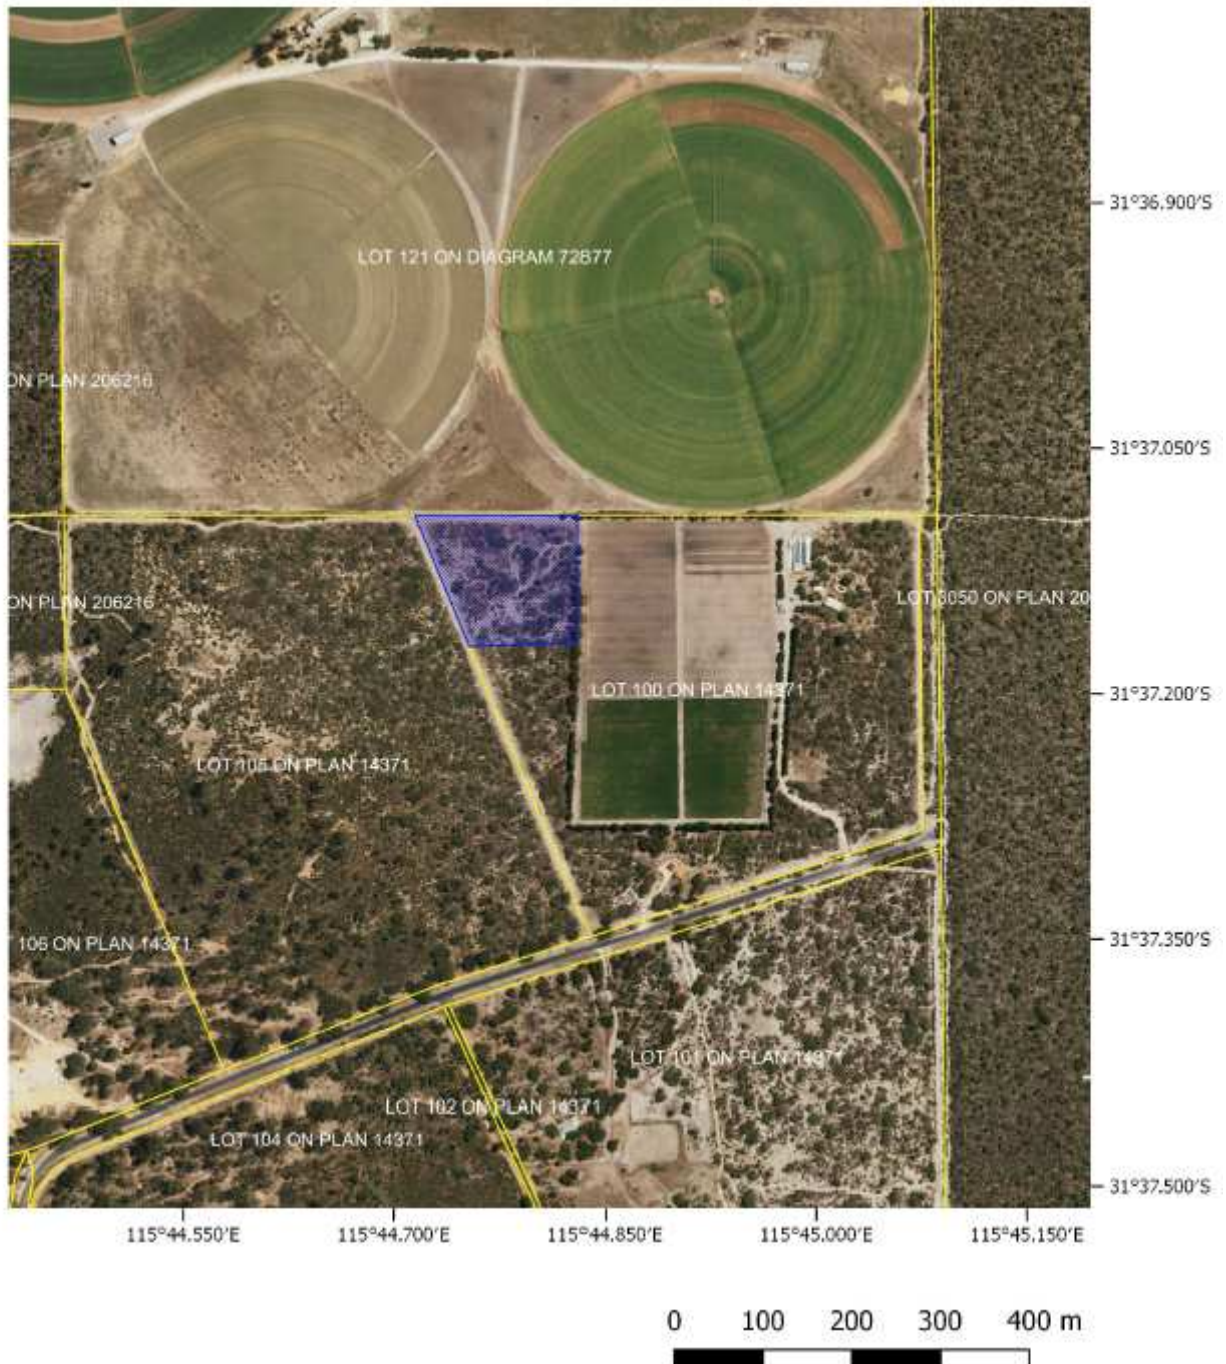 31°36.900'S
LOT 121 ON DIAGRAM 72877
ON PLAN 206216
31°37.050'S
ON PLAN 206216
LOT 3050 ON PLAN 20
31°37.200'S
LOT 100 ON PLAN 14371
LOT 105 ON PLAN 14371
31°37.350'S
106 ON PLAN 14371
LOT 101 ON PLAN 14371
LOT 102 ON PLAN 14371
LOT 104 ON PLAN 14371
31°37.500'S
115°44.550'E 115°44.700'E 115°44.850'E 115°45.000'E 115°45.150'E
0 100 200 300 400 m